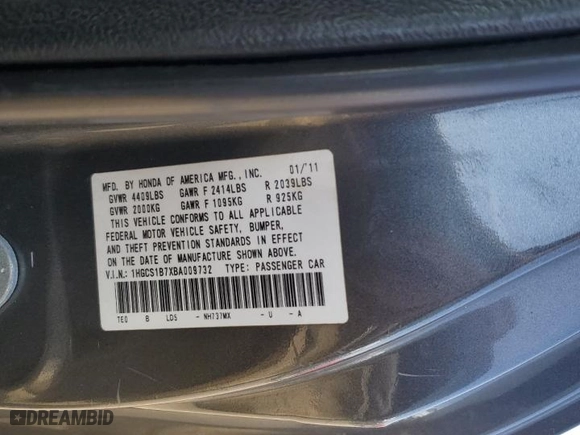 MFD. BY HONDA OF AMERICA MFG., INC. 01/'11
GVWR 4409LBS GAWR F 2414LBS R 2039LBS
GVWR 2000KG GAWR F 1095KG R 925KG
THIS VEHICLE CONFORMS TO ALL APPLICABLE
FEDERAL MOTOR VEHICLE SAFETY, BUMPER,
AND THEFT PREVENTION STANDARDS IN EFFECT
ON THE DATE OF MANUFACTURE SHOWN ABOVE.
V.I.N.: 1HGCS1B7XBA009732 TYPE: PASSENGER CAR
TE0 B LD5 - NH737MX - U - A
DREAMBID